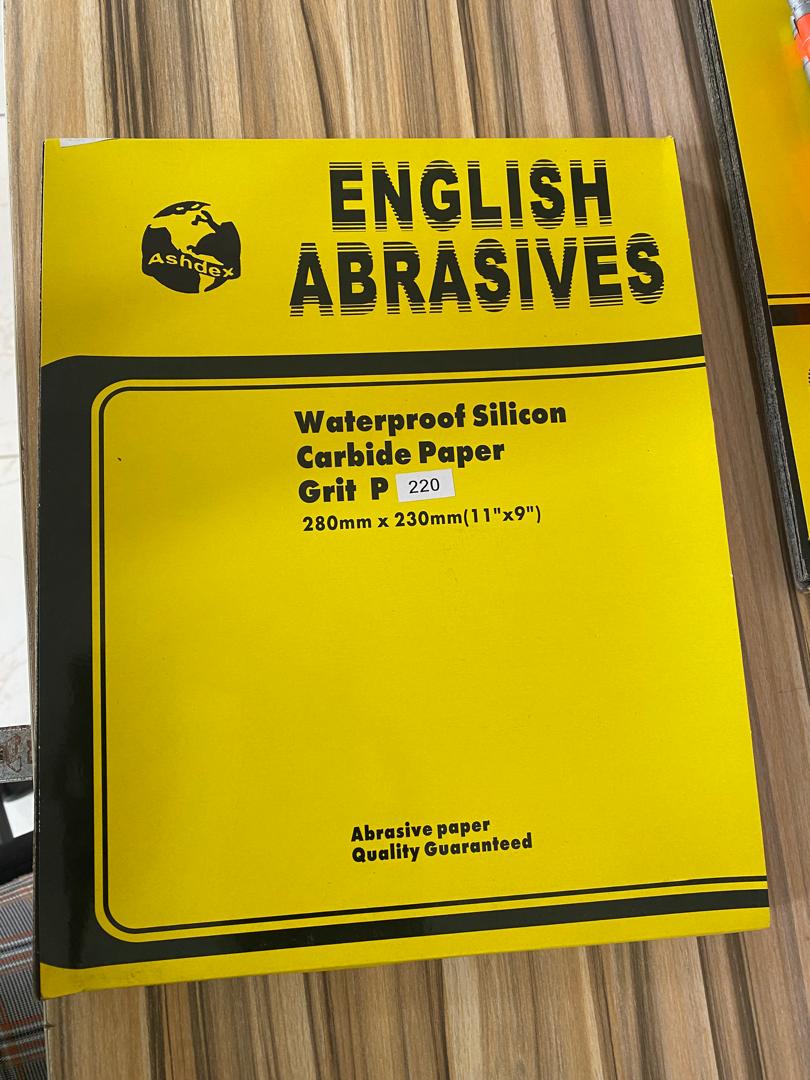 Ashdex
ENGLISH
ABRASIVES
Waterproof Silicon
Carbide Paper
Grit P 220
280mm x 230mm(11"x9")
Abrasive paper
Quality Guaranteed